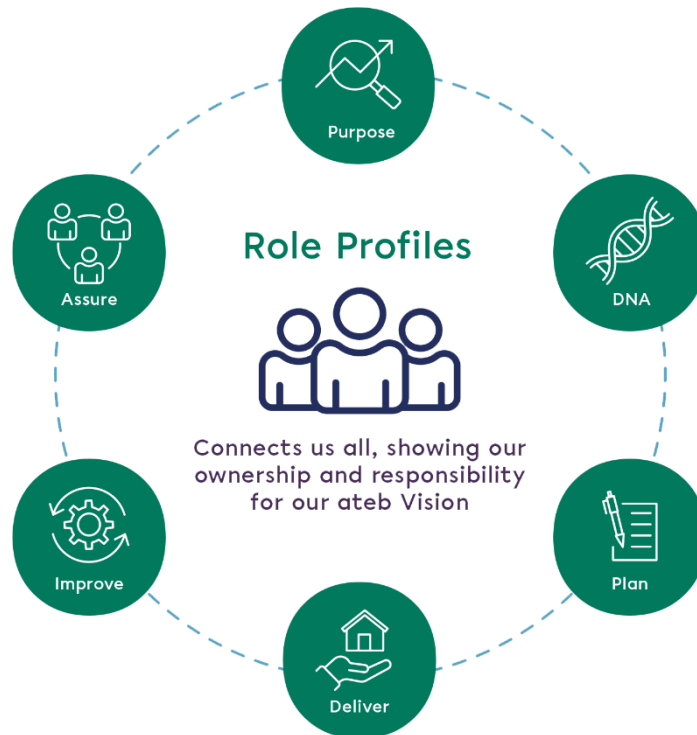 Purpose
DNA
Assure
Role Profiles
Connects us all, showing our
ownership and responsibility
for our ateb Vision
Improve
Plan
Deliver